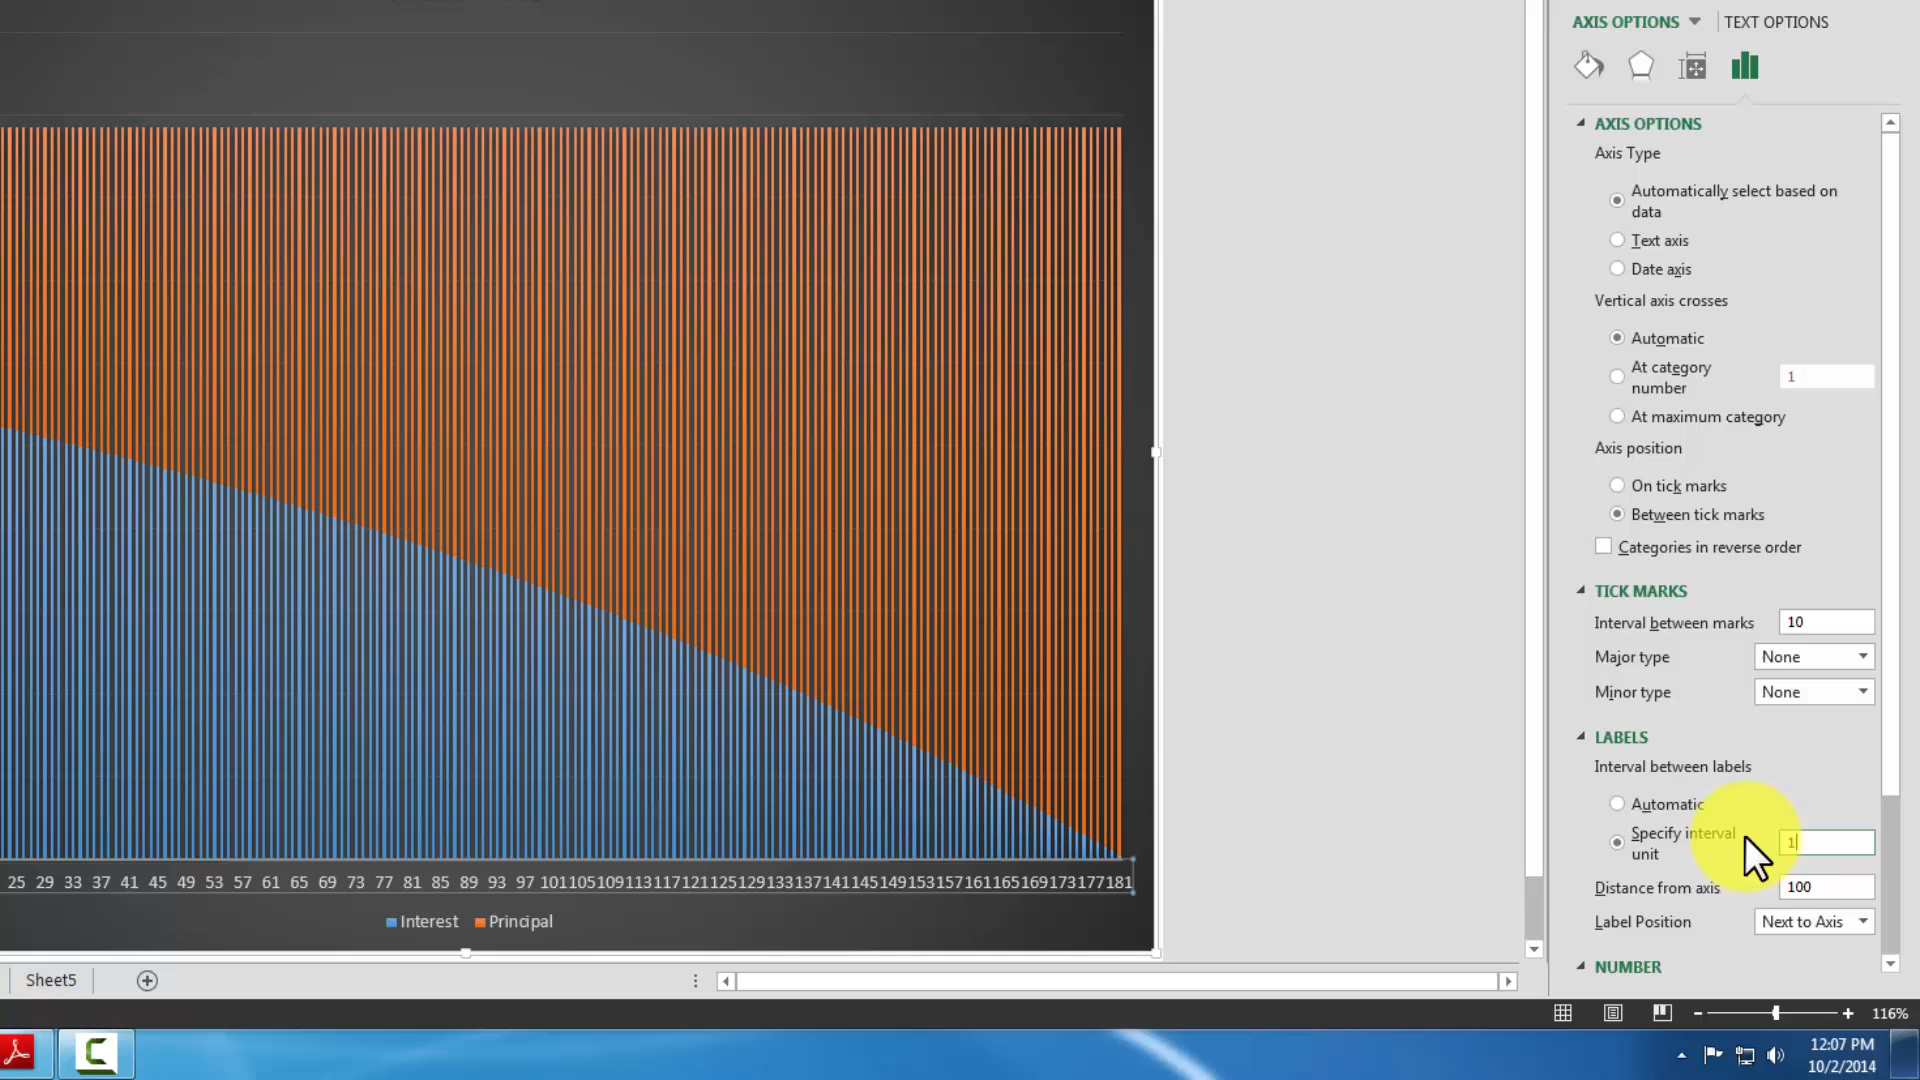 AXIS OPTIONS TEXT OPTIONS
AXIS OPTIONS
Axis Type
Automatically select based on
data
Text axis
Date axis
Vertical axis crosses
Automatic
At category
number
1
At maximum category
Axis position
On tick marks
Between tick marks
Categories in reverse order
TICK MARKS
Interval between marks 10
Major type None
Minor type None
LABELS
Interval between labels
Automatic
Specify interval
unit
1
Distance from axis 100
Label Position Next to Axis
NUMBER
25 29 33 37 41 45 49 53 57 61 65 69 73 77 81 85 89 93 97 101105109113117121125129133137141145149153157161165169173177181
Interest Principal
Sheet5
116%
12:07 PM
10/2/2014